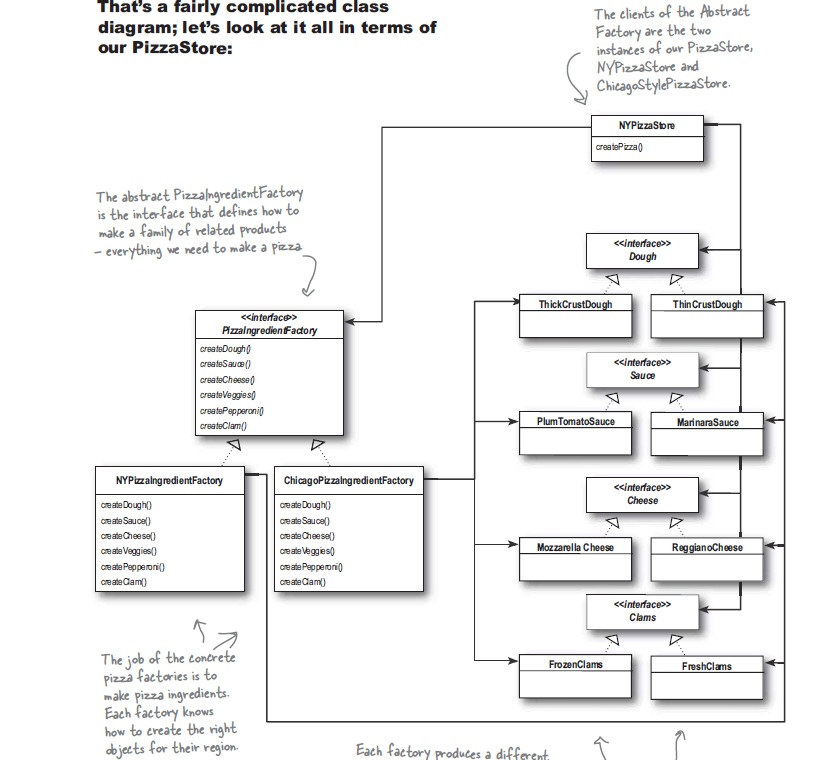 That's a fairly complicated class
diagram; let's look at it all in terms of
our PizzaStore:
The clients of the Abstract
Factory are the two
instances of our PizzaStore,
NYPizzaStore and
ChicagoStylePizzaStore.
NYPizzaStore
createPizza()
The abstract PizzaIngredientFactory
is the interface that defines how to
make a family of related products
– everything we need to make a pizza
<<interface>>
PizzaIngredientFactory
createDough()
createSauce()
createCheese()
createVeggies()
createPepperoni()
createClam()
NYPizzaIngredientFactory
createDough()
createSauce()
createCheese()
createVeggies()
createPepperoni()
createClam()
ChicagoPizzaIngredientFactory
createDough()
createSauce()
createCheese()
createVeggies()
createPepperoni()
createClam()
<<interface>>
Dough
ThickCrustDough
ThinCrustDough
<<interface>>
Sauce
PlumTomatoSauce
MarinaraSauce
<<interface>>
Cheese
Mozzarella Cheese
ReggianoCheese
<<interface>>
Clams
FrozenClams
FreshClams
The job of the concrete
pizza factories is to
make pizza ingredients.
Each factory knows
how to create the right
objects for their region.
Each factory produces a different